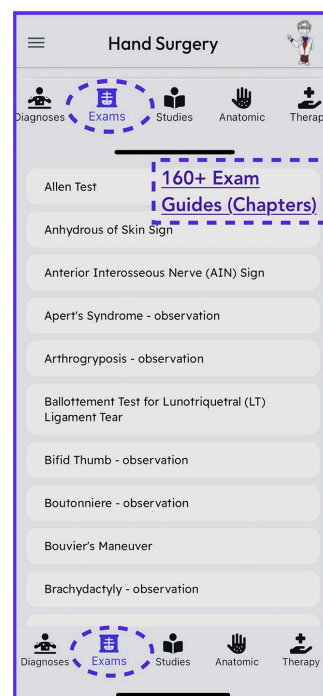 Hand Surgery
Diagnoses Exams Studies Anatomic Therap
160+ Exam
Guides (Chapters)
Allen Test
Anhydrous of Skin Sign
Anterior Interosseous Nerve (AIN) Sign
Apert's Syndrome - observation
Arthrogryposis - observation
Ballottement Test for Lunotriquetral (LT)
Ligament Tear
Bifid Thumb - observation
Boutonniere - observation
Bouvier's Maneuver
Brachydactyly - observation
Diagnoses Exams Studies Anatomic Therapy